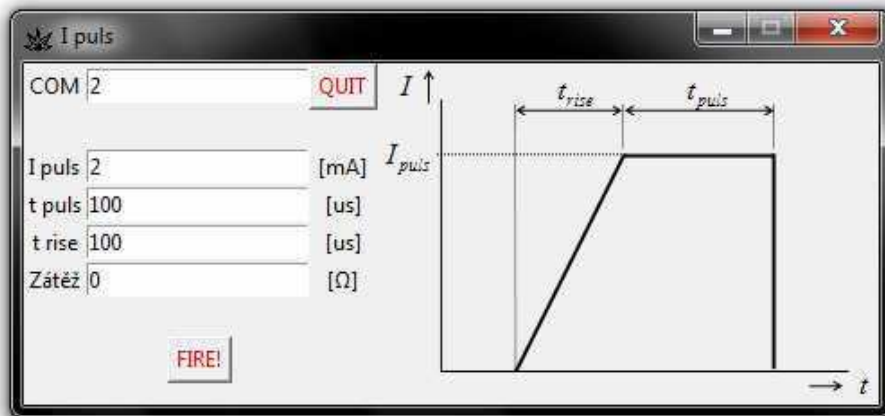 I puls
COM 2 QUIT
I puls 2 [mA]
t puls 100 [us]
t rise 100 [us]
Zátěž 0 [Ω]
FIRE!
I ↑
t_rise t_puls
I_puls
→ t